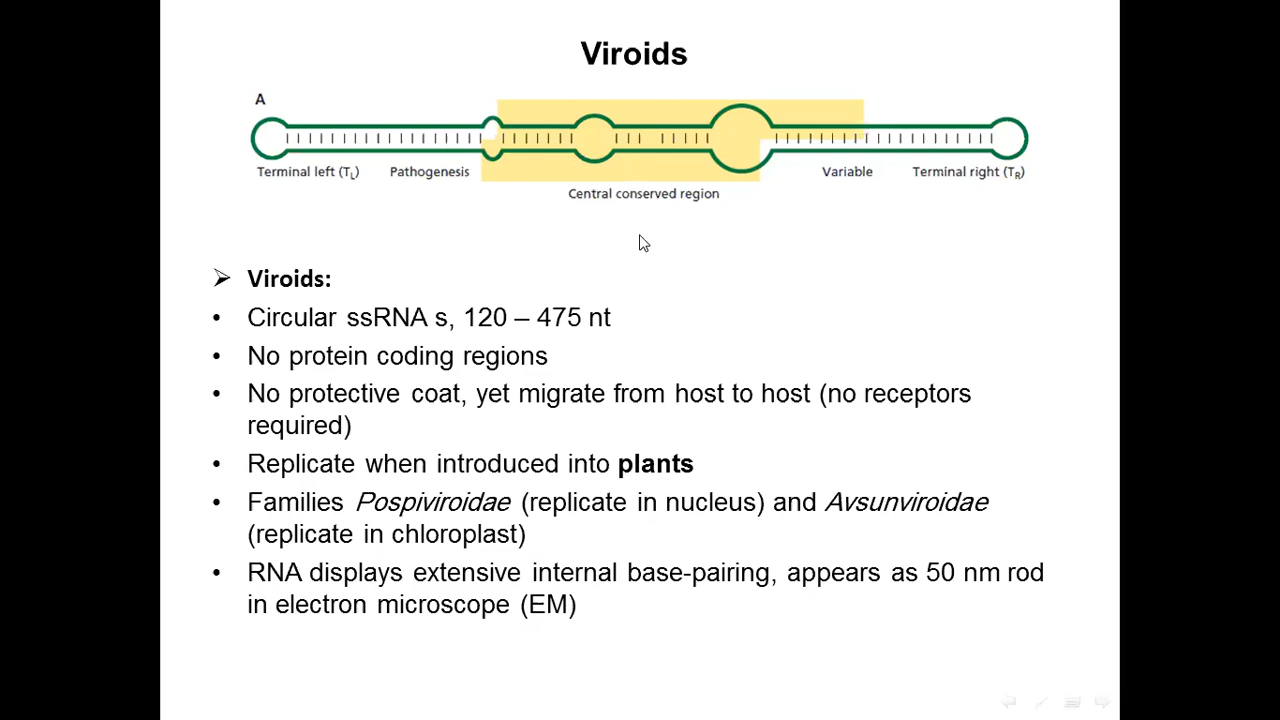 Viroids
A
Terminal left (TL) Pathogenesis Variable Terminal right (TR)
Central conserved region
➢ Viroids:
• Circular ssRNA s, 120 – 475 nt
• No protein coding regions
• No protective coat, yet migrate from host to host (no receptors
required)
• Replicate when introduced into plants
• Families Pospiviroidae (replicate in nucleus) and Avsunviroidae
(replicate in chloroplast)
• RNA displays extensive internal base-pairing, appears as 50 nm rod
in electron microscope (EM)